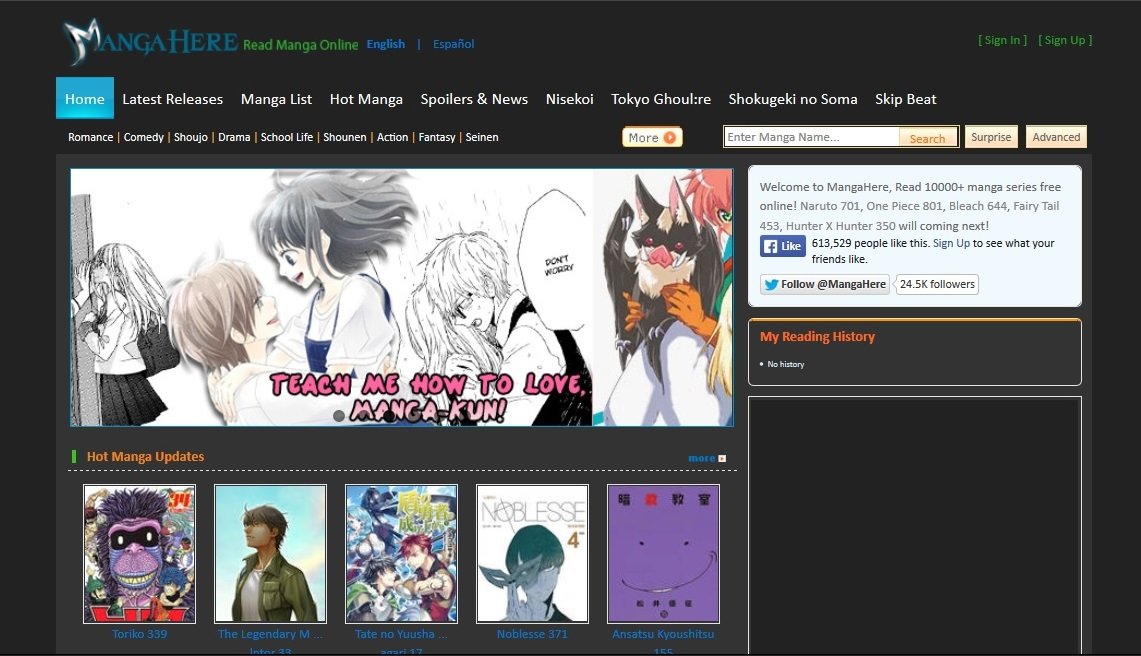 MANGAHERE Read Manga Online English | Español
[ Sign In ] [ Sign Up ]
Home Latest Releases Manga List Hot Manga Spoilers & News Nisekoi Tokyo Ghoul:re Shokugeki no Soma Skip Beat
Romance | Comedy | Shoujo | Drama | School Life | Shounen | Action | Fantasy | Seinen
More
Enter Manga Name... Search Surprise Advanced
DON'T
WORRY
TEACH ME HOW TO LOVE,
MANGA-KUN!
Welcome to MangaHere, Read 10000+ manga series free
online! Naruto 701, One Piece 801, Bleach 644, Fairy Tail
453, Hunter X Hunter 350 will coming next!
Like 613,529 people like this. Sign Up to see what your
friends like.
Follow @MangaHere 24.5K followers
My Reading History
No history
Hot Manga Updates
more
34
NOBLESSE
4
暗殺教室
松井優征
Toriko 339
The Legendary M ...
lptor 33
Tate no Yuusha ...
agari 17
Noblesse 371
Ansatsu Kyoushitsu
155